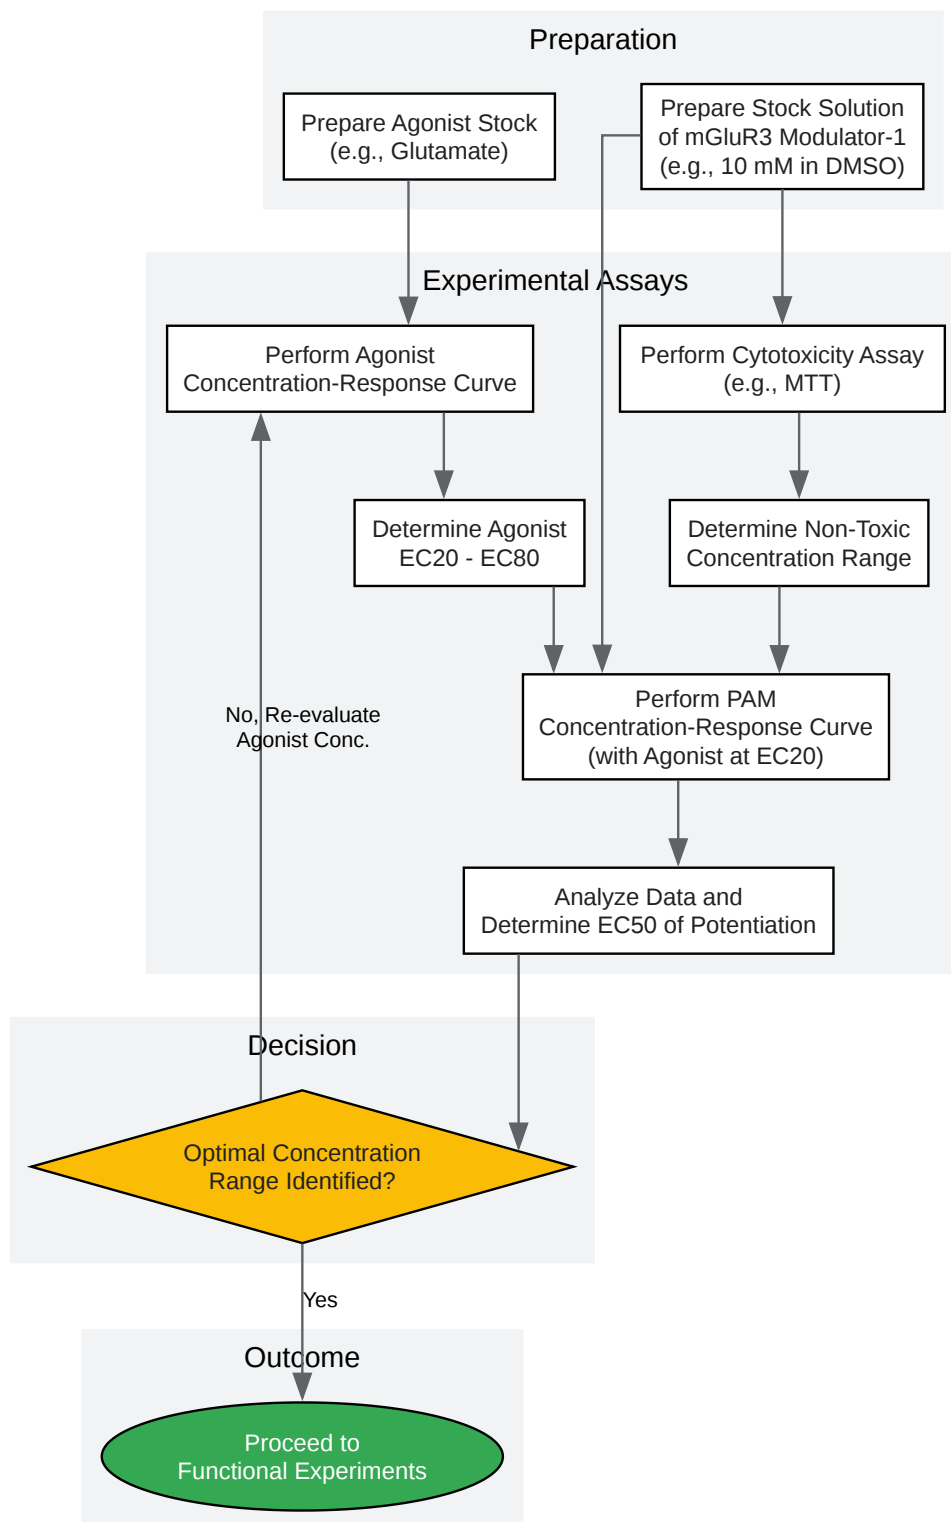 Preparation
Prepare Agonist Stock
(e.g., Glutamate)
Prepare Stock Solution
of mGluR3 Modulator-1
(e.g., 10 mM in DMSO)
Experimental Assays
Perform Agonist
Concentration-Response Curve
Perform Cytotoxicity Assay
(e.g., MTT)
Determine Agonist
EC20 - EC80
Determine Non-Toxic
Concentration Range
No, Re-evaluate
Agonist Conc.
Perform PAM
Concentration-Response Curve
(with Agonist at EC20)
Analyze Data and
Determine EC50 of Potentiation
Decision
Optimal Concentration
Range Identified?
Yes
Outcome
Proceed to
Functional Experiments